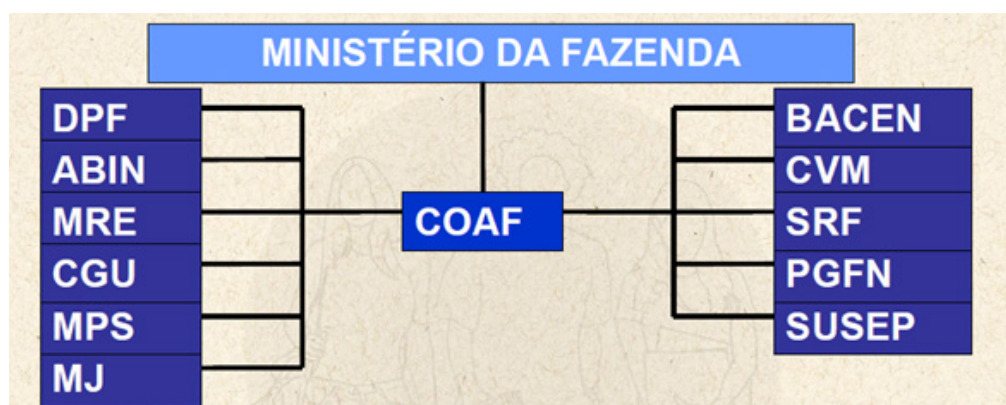 MINISTÉRIO DA FAZENDA
DPF
ABIN
MRE
CGU
MPS
MJ
COAF
BACEN
CVM
SRF
PGFN
SUSEP